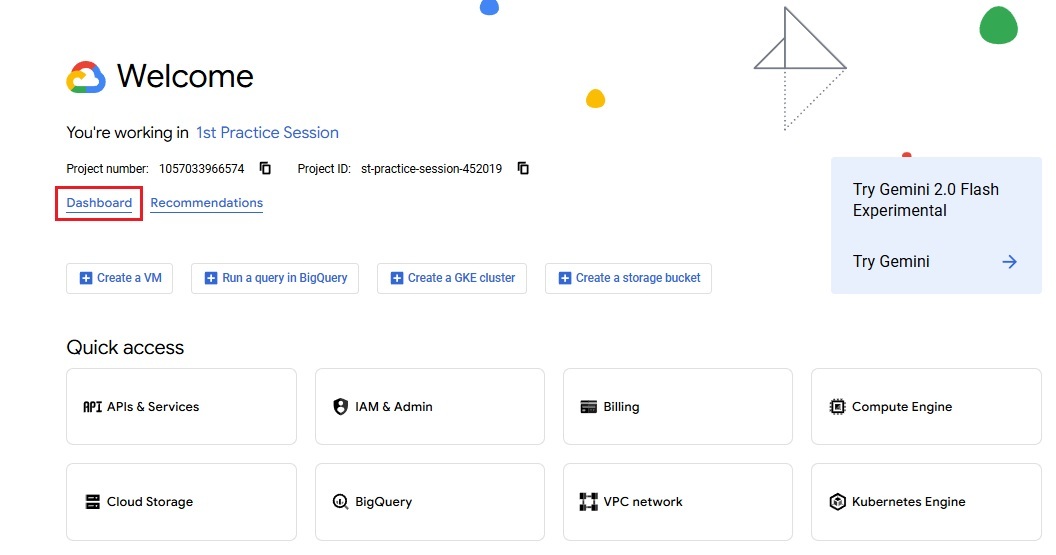 Welcome
You're working in 1st Practice Session
Project number: 1057033966574 Project ID: st-practice-session-452019
Dashboard Recommendations
Try Gemini 2.0 Flash
Experimental
Try Gemini
Create a VM Run a query in BigQuery Create a GKE cluster Create a storage bucket
Quick access
API APIs & Services IAM & Admin Billing Compute Engine
Cloud Storage BigQuery VPC network Kubernetes Engine